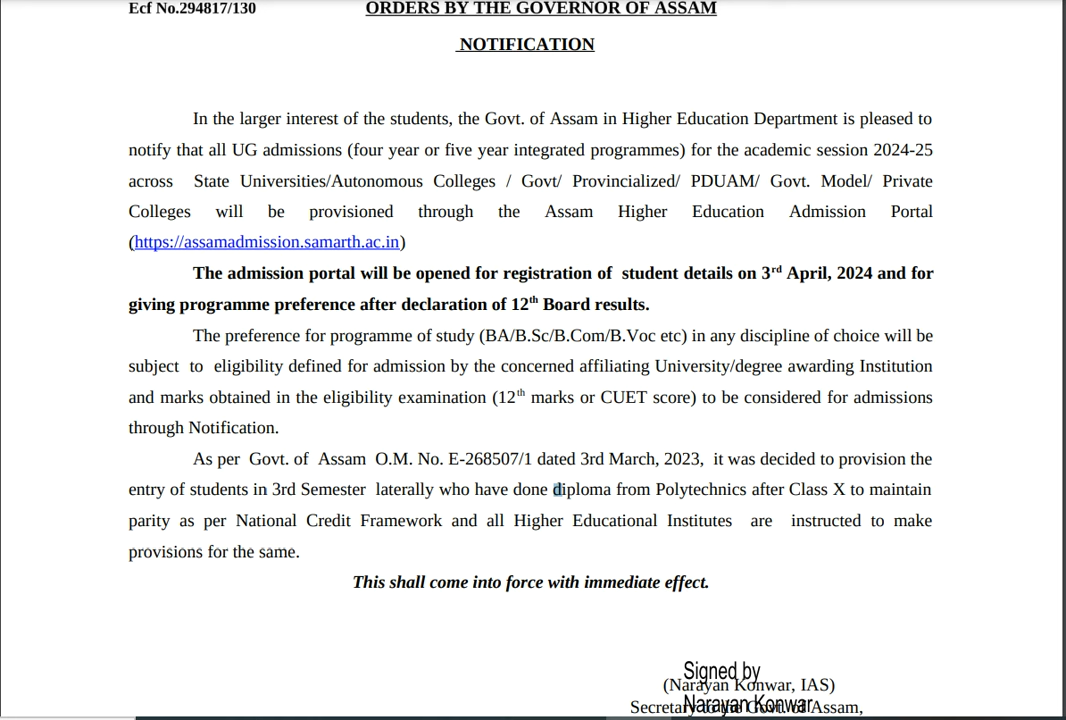 Ecf No.294817/130 ORDERS BY THE GOVERNOR OF ASSAM
NOTIFICATION
In the larger interest of the students, the Govt. of Assam in Higher Education Department is pleased to
notify that all UG admissions (four year or five year integrated programmes) for the academic session 2024-25
across State Universities/Autonomous Colleges / Govt/ Provincialized/ PDUAM/ Govt. Model/ Private
Colleges will be provisioned through the Assam Higher Education Admission Portal
(https://assamadmission.samarth.ac.in)
The admission portal will be opened for registration of student details on 3rd April, 2024 and for
giving programme preference after declaration of 12th Board results.
The preference for programme of study (BA/B.Sc/B.Com/B.Voc etc) in any discipline of choice will be
subject to eligibility defined for admission by the concerned affiliating University/degree awarding Institution
and marks obtained in the eligibility examination (12th marks or CUET score) to be considered for admissions
through Notification.
As per Govt. of Assam O.M. No. E-268507/1 dated 3rd March, 2023, it was decided to provision the
entry of students in 3rd Semester laterally who have done diploma from Polytechnics after Class X to maintain
parity as per National Credit Framework and all Higher Educational Institutes are instructed to make
provisions for the same.
This shall come into force with immediate effect.
Signed by
(Narayan Konwar, IAS)
Narayan Konwar
Secretary to the Govt. of Assam,